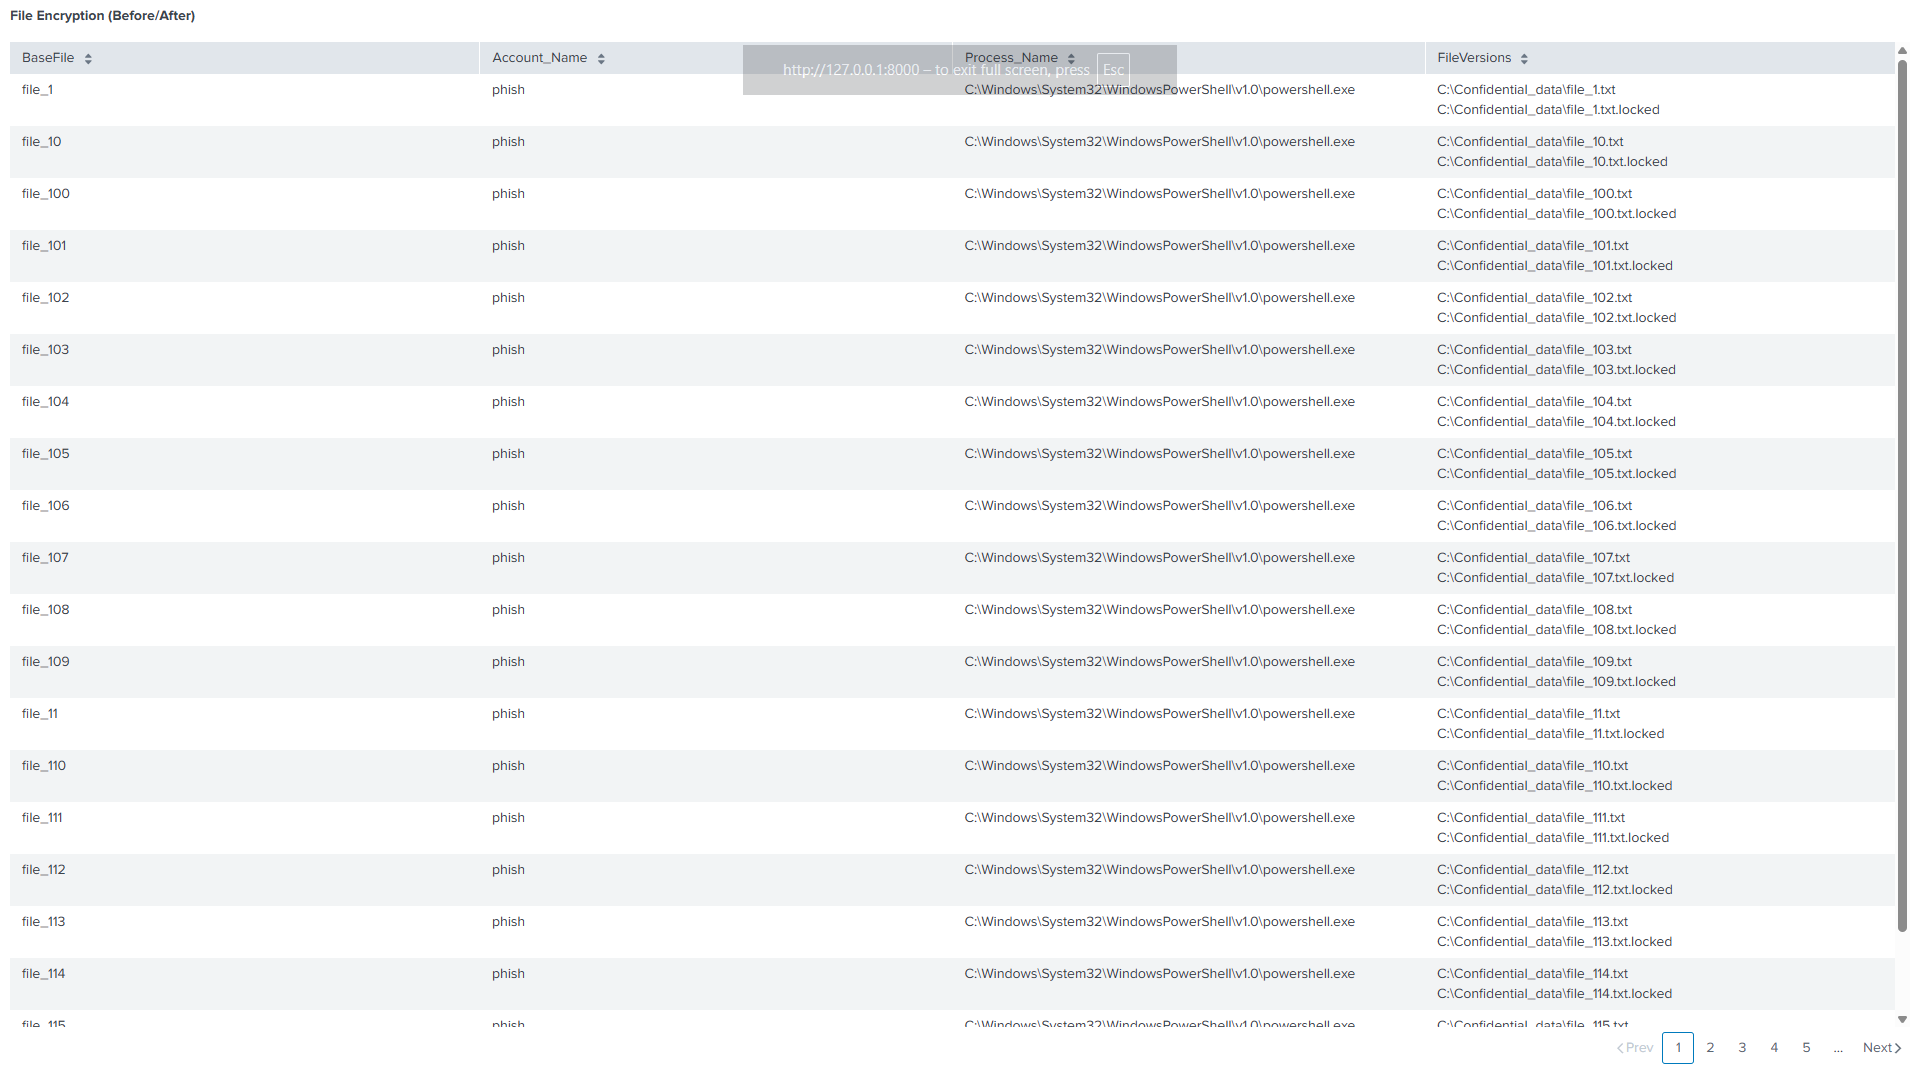 File Encryption (Before/After)
BaseFile Account_Name Process_Name FileVersions
http://127.0.0.1:8000 – to exit full screen, press Esc
file_1 phish C:\Windows\System32\WindowsPowerShell\v1.0\powershell.exe C:\Confidential_data\file_1.txt
C:\Confidential_data\file_1.txt.locked
file_10 phish C:\Windows\System32\WindowsPowerShell\v1.0\powershell.exe C:\Confidential_data\file_10.txt
C:\Confidential_data\file_10.txt.locked
file_100 phish C:\Windows\System32\WindowsPowerShell\v1.0\powershell.exe C:\Confidential_data\file_100.txt
C:\Confidential_data\file_100.txt.locked
file_101 phish C:\Windows\System32\WindowsPowerShell\v1.0\powershell.exe C:\Confidential_data\file_101.txt
C:\Confidential_data\file_101.txt.locked
file_102 phish C:\Windows\System32\WindowsPowerShell\v1.0\powershell.exe C:\Confidential_data\file_102.txt
C:\Confidential_data\file_102.txt.locked
file_103 phish C:\Windows\System32\WindowsPowerShell\v1.0\powershell.exe C:\Confidential_data\file_103.txt
C:\Confidential_data\file_103.txt.locked
file_104 phish C:\Windows\System32\WindowsPowerShell\v1.0\powershell.exe C:\Confidential_data\file_104.txt
C:\Confidential_data\file_104.txt.locked
file_105 phish C:\Windows\System32\WindowsPowerShell\v1.0\powershell.exe C:\Confidential_data\file_105.txt
C:\Confidential_data\file_105.txt.locked
file_106 phish C:\Windows\System32\WindowsPowerShell\v1.0\powershell.exe C:\Confidential_data\file_106.txt
C:\Confidential_data\file_106.txt.locked
file_107 phish C:\Windows\System32\WindowsPowerShell\v1.0\powershell.exe C:\Confidential_data\file_107.txt
C:\Confidential_data\file_107.txt.locked
file_108 phish C:\Windows\System32\WindowsPowerShell\v1.0\powershell.exe C:\Confidential_data\file_108.txt
C:\Confidential_data\file_108.txt.locked
file_109 phish C:\Windows\System32\WindowsPowerShell\v1.0\powershell.exe C:\Confidential_data\file_109.txt
C:\Confidential_data\file_109.txt.locked
file_11 phish C:\Windows\System32\WindowsPowerShell\v1.0\powershell.exe C:\Confidential_data\file_11.txt
C:\Confidential_data\file_11.txt.locked
file_110 phish C:\Windows\System32\WindowsPowerShell\v1.0\powershell.exe C:\Confidential_data\file_110.txt
C:\Confidential_data\file_110.txt.locked
file_111 phish C:\Windows\System32\WindowsPowerShell\v1.0\powershell.exe C:\Confidential_data\file_111.txt
C:\Confidential_data\file_111.txt.locked
file_112 phish C:\Windows\System32\WindowsPowerShell\v1.0\powershell.exe C:\Confidential_data\file_112.txt
C:\Confidential_data\file_112.txt.locked
file_113 phish C:\Windows\System32\WindowsPowerShell\v1.0\powershell.exe C:\Confidential_data\file_113.txt
C:\Confidential_data\file_113.txt.locked
file_114 phish C:\Windows\System32\WindowsPowerShell\v1.0\powershell.exe C:\Confidential_data\file_114.txt
C:\Confidential_data\file_114.txt.locked
file_115 phish C:\Windows\System32\WindowsPowerShell\v1.0\powershell.exe C:\Confidential_data\file_115.txt
Prev 1 2 3 4 5 ... Next